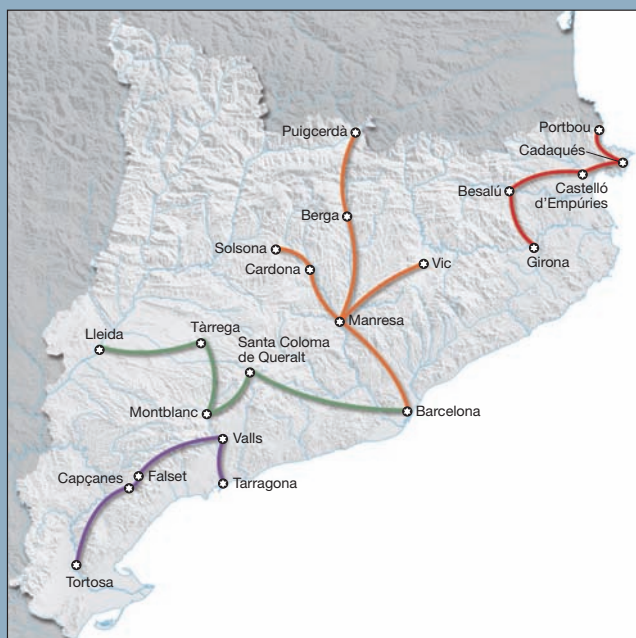 Puigcerdà
Portbou
Cadaqués
Besalú
Castelló
d'Empúries
Berga
Girona
Solsona
Vic
Cardona
Manresa
Lleida
Tàrrega
Santa Coloma
de Queralt
Montblanc
Barcelona
Valls
Capçanes
Falset
Tarragona
Tortosa